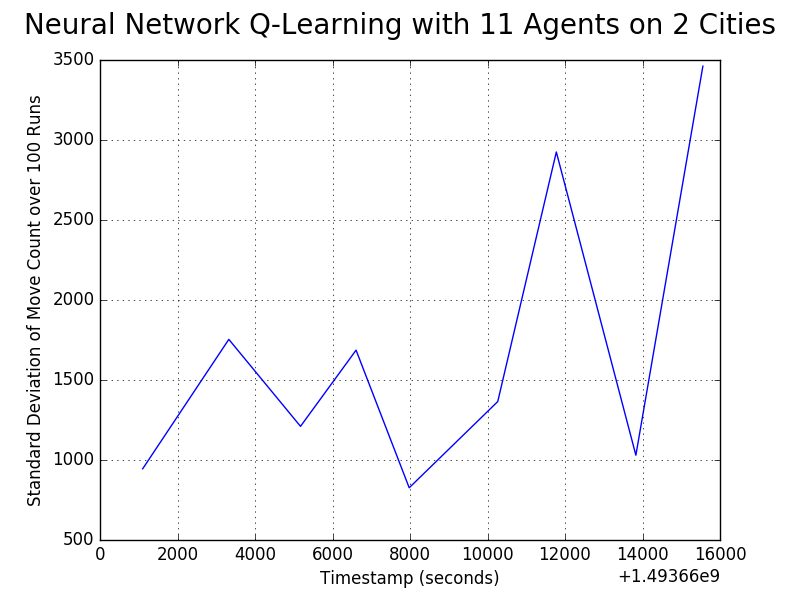 Neural Network Q-Learning with 11 Agents on 2 Cities
Standard Deviation of Move Count over 100 Runs
3500
3000
2500
2000
1500
1000
500
0 2000 4000 6000 8000 10000 12000 14000 16000
Timestamp (seconds)
+1.49366e9